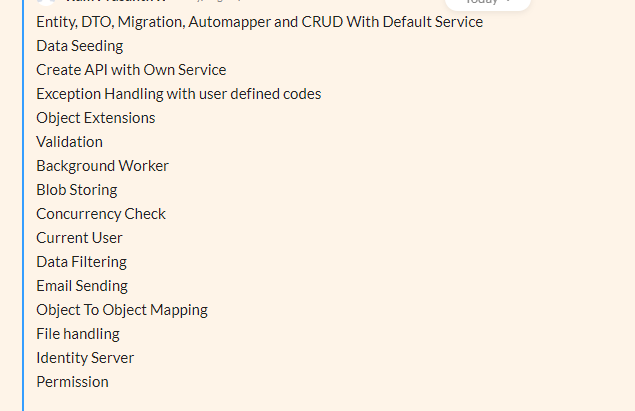 Today
Entity, DTO, Migration, Automapper and CRUD With Default Service
Data Seeding
Create API with Own Service
Exception Handling with user defined codes
Object Extensions
Validation
Background Worker
Blob Storing
Concurrency Check
Current User
Data Filtering
Email Sending
Object To Object Mapping
File handling
Identity Server
Permission